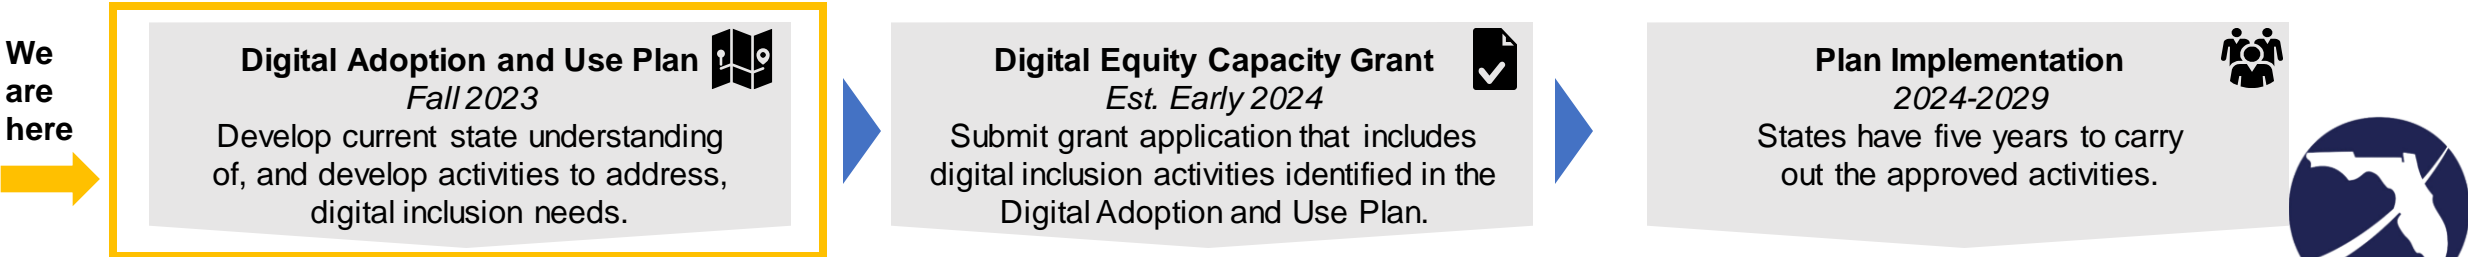 We
are
here
Digital Adoption and Use Plan
Fall 2023
Develop current state understanding
of, and develop activities to address,
digital inclusion needs.
Digital Equity Capacity Grant
Est. Early 2024
Submit grant application that includes
digital inclusion activities identified in the
Digital Adoption and Use Plan.
Plan Implementation
2024-2029
States have five years to carry
out the approved activities.